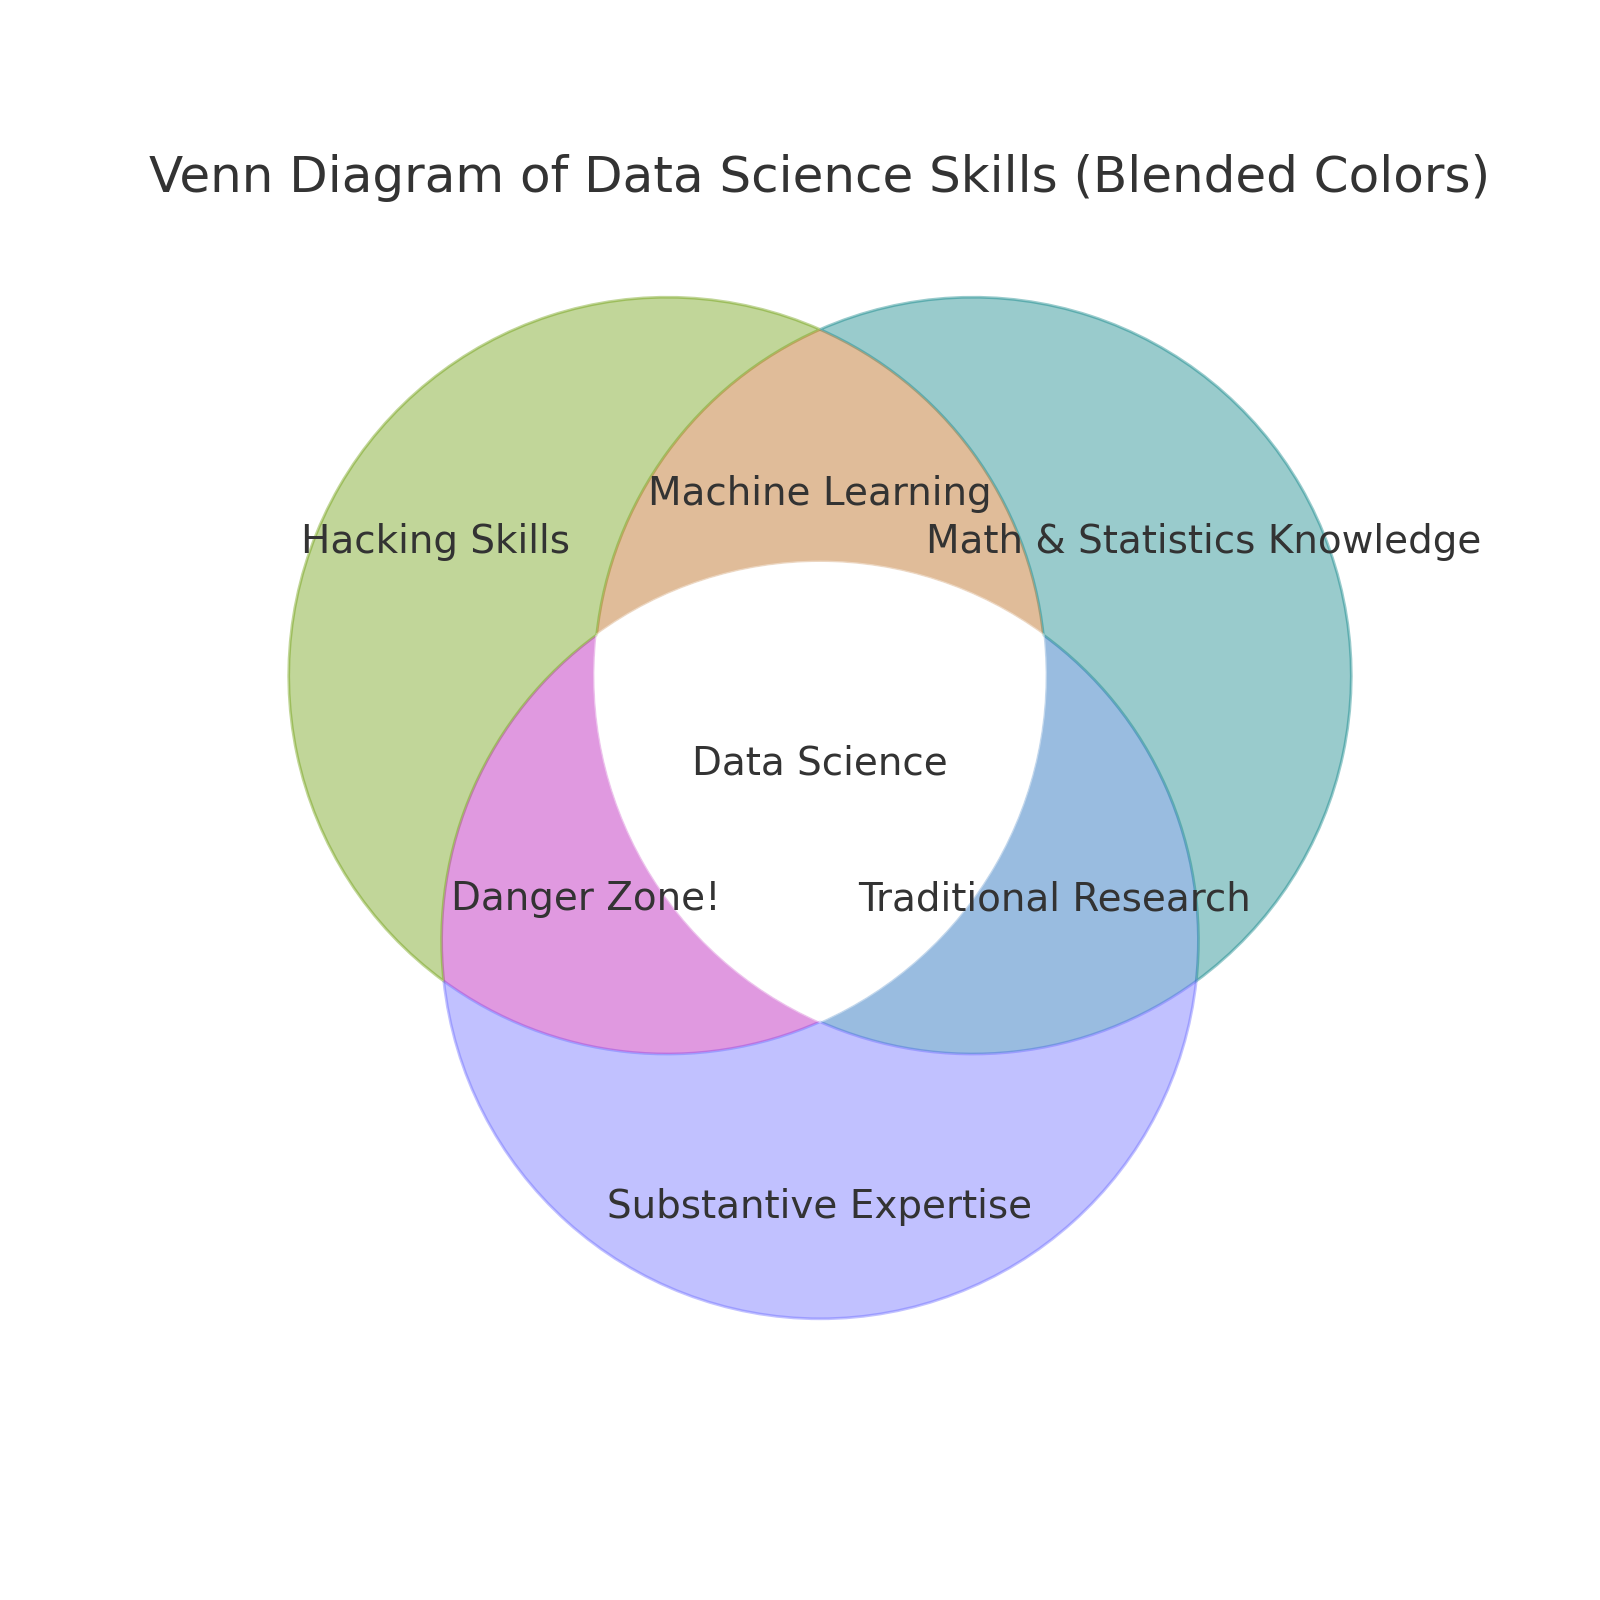 Venn Diagram of Data Science Skills (Blended Colors)
Machine Learning
Hacking Skills
Math & Statistics Knowledge
Data Science
Danger Zone!
Traditional Research
Substantive Expertise